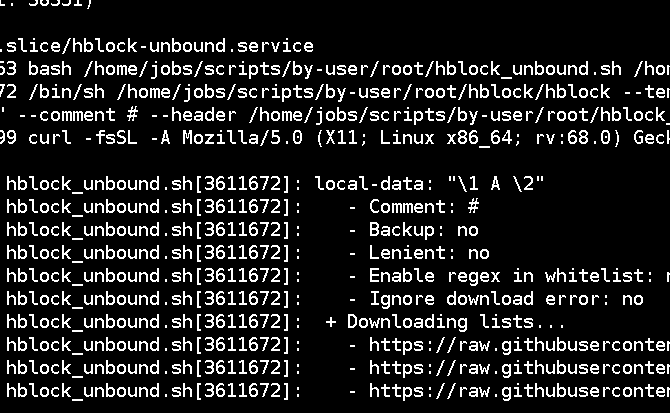 .slice/hblock-unbound.service
53 bash /home/jobs/scripts/by-user/root/hblock_unbound.sh /hom
72 /bin/sh /home/jobs/scripts/by-user/root/hblock/hblock --tem
' --comment # --header /home/jobs/scripts/by-user/root/hblock_
99 curl -fsSL -A Mozilla/5.0 (X11; Linux x86_64; rv:68.0) Geck
hblock_unbound.sh[3611672]: local-data: "\1 A \2"
hblock_unbound.sh[3611672]:    - Comment: #
hblock_unbound.sh[3611672]:    - Backup: no
hblock_unbound.sh[3611672]:    - Lenient: no
hblock_unbound.sh[3611672]:    - Enable regex in whitelist:
hblock_unbound.sh[3611672]:    - Ignore download error: no
hblock_unbound.sh[3611672]:  + Downloading lists...
hblock_unbound.sh[3611672]:    - https://raw.githubuserconten
hblock_unbound.sh[3611672]:    - https://raw.githubuserconten
hblock_unbound.sh[3611672]:    - https://raw.githubuserconten